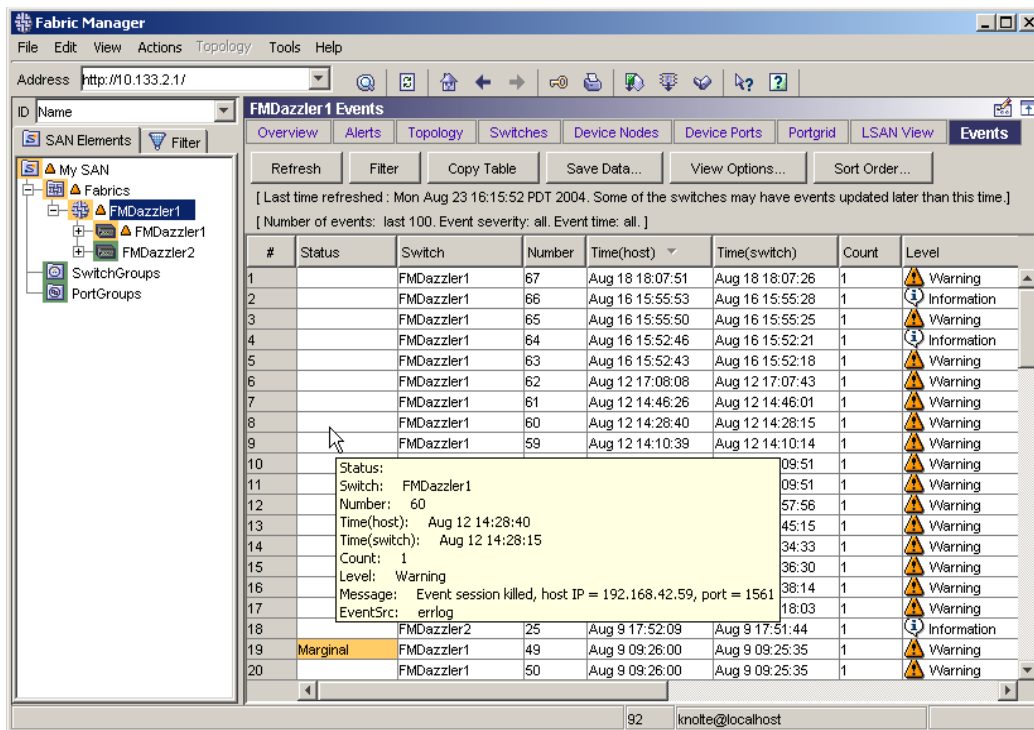 Fabric Manager
File Edit View Actions Topology Tools Help
Address http://10.133.2.1/
ID Name
SAN Elements Filter
My SAN
Fabrics
FMDazzler1
FMDazzler1
FMDazzler2
SwitchGroups
PortGroups
FMDazzler1 Events
Overview Alerts Topology Switches Device Nodes Device Ports Portgrid LSAN View Events
Refresh Filter Copy Table Save Data... View Options... Sort Order...
[ Last time refreshed : Mon Aug 23 16:15:52 PDT 2004. Some of the switches may have events updated later than this time.]
[ Number of events: last 100. Event severity: all. Event time: all. ]
# Status Switch Number Time(host) Time(switch) Count Level
1 FMDazzler1 67 Aug 18 18:07:51 Aug 18 18:07:26 1 Warning
2 FMDazzler1 66 Aug 16 15:55:53 Aug 16 15:55:28 1 Information
3 FMDazzler1 65 Aug 16 15:55:50 Aug 16 15:55:25 1 Warning
4 FMDazzler1 64 Aug 16 15:52:46 Aug 16 15:52:21 1 Information
5 FMDazzler1 63 Aug 16 15:52:43 Aug 16 15:52:18 1 Warning
6 FMDazzler1 62 Aug 12 17:08:08 Aug 12 17:07:43 1 Warning
7 FMDazzler1 61 Aug 12 14:46:26 Aug 12 14:46:01 1 Warning
8 FMDazzler1 60 Aug 12 14:28:40 Aug 12 14:28:15 1 Warning
9 FMDazzler1 59 Aug 12 14:10:39 Aug 12 14:10:14 1 Warning
10 09:51 1 Warning
11 09:51 1 Warning
12 57:56 1 Warning
13 45:15 1 Warning
14 34:33 1 Warning
15 36:30 1 Warning
16 38:14 1 Warning
17 18:03 1 Warning
18 FMDazzler2 25 Aug 9 17:52:09 Aug 9 17:51:44 1 Information
19 Marginal FMDazzler1 49 Aug 9 09:26:00 Aug 9 09:25:35 1 Warning
20 FMDazzler1 50 Aug 9 09:26:00 Aug 9 09:25:35 1 Warning
Status:
Switch: FMDazzler1
Number: 60
Time(host): Aug 12 14:28:40
Time(switch): Aug 12 14:28:15
Count: 1
Level: Warning
Message: Event session killed, host IP = 192.168.42.59, port = 1561
EventSrc: errlog
92 knolte@localhost